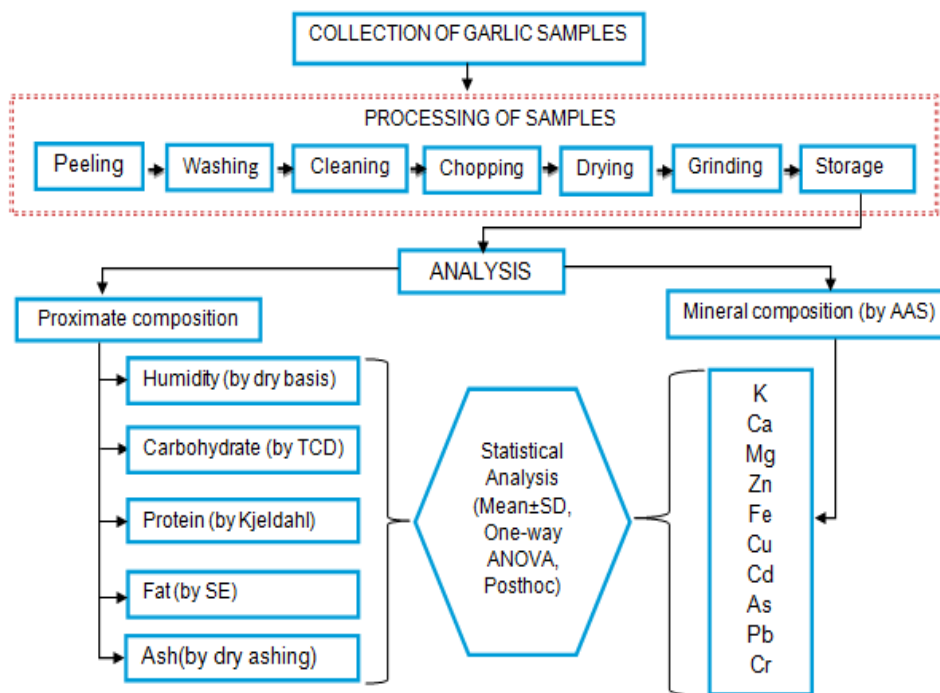 COLLECTION OF GARLIC SAMPLES
PROCESSING OF SAMPLES
Peeling
Washing
Cleaning
Chopping
Drying
Grinding
Storage
ANALYSIS
Proximate composition
Humidity (by dry basis)
Carbohydrate (by TCD)
Protein (by Kjeldahl)
Fat (by SE)
Ash(by dry ashing)
Statistical
Analysis
(Mean±SD,
One-way
ANOVA,
Posthoc)
Mineral composition (by AAS)
K
Ca
Mg
Zn
Fe
Cu
Cd
As
Pb
Cr